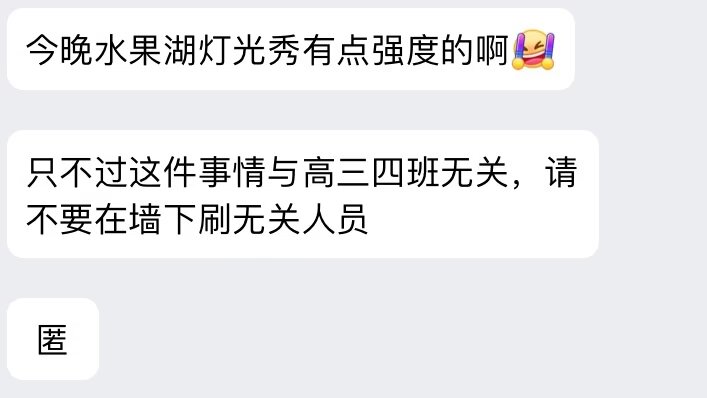 今晚水果湖灯光秀有点强度的啊
只不过这件事情与高三四班无关，请
不要在墙下刷无关人员
匿